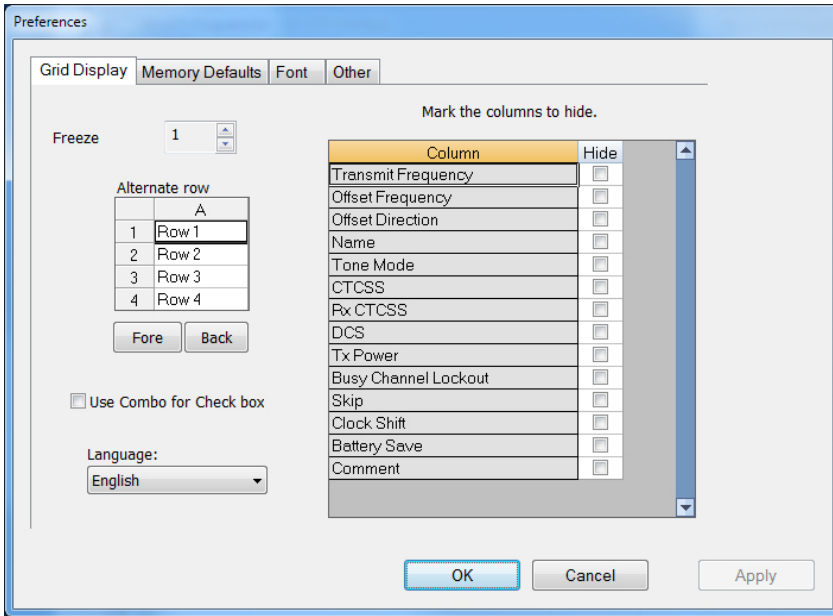 Preferences
Grid Display Memory Defaults Font Other
Mark the columns to hide.
Freeze 1
Alternate row
A
1 Row 1
2 Row 2
3 Row 3
4 Row 4
Fore Back
Use Combo for Check box
Language:
English
Column Hide
Transmit Frequency
Offset Frequency
Offset Direction
Name
Tone Mode
CTCSS
Rx CTCSS
DCS
Tx Power
Busy Channel Lockout
Skip
Clock Shift
Battery Save
Comment
OK Cancel Apply